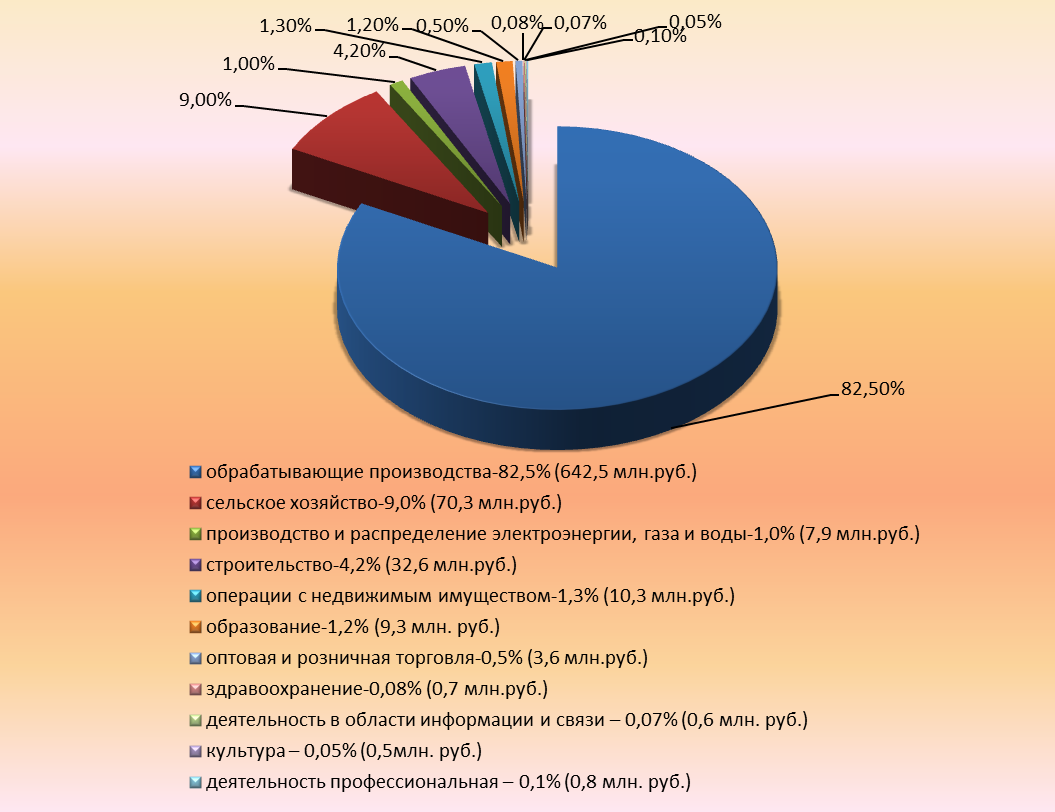 1,30%
1,20%
0,50%
0,08%
0,07%
0,05%
0,10%
4,20%
1,00%
9,00%
82,50%
обрабатывающие производства-82,5% (642,5 млн.руб.)
сельское хозяйство-9,0% (70,3 млн.руб.)
производство и распределение электроэнергии, газа и воды-1,0% (7,9 млн.руб.)
строительство-4,2% (32,6 млн.руб.)
операции с недвижимым имуществом-1,3% (10,3 млн.руб.)
образование-1,2% (9,3 млн. руб.)
оптовая и розничная торговля-0,5% (3,6 млн.руб.)
здравоохранение-0,08% (0,7 млн.руб.)
деятельность в области информации и связи – 0,07% (0,6 млн. руб.)
культура – 0,05% (0,5млн. руб.)
деятельность профессиональная – 0,1% (0,8 млн. руб.)